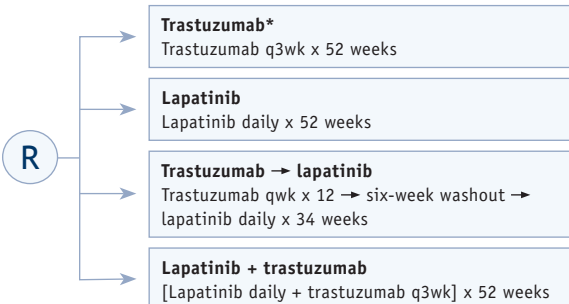 R
Trastuzumab*
Trastuzumab q3wk x 52 weeks
Lapatinib
Lapatinib daily x 52 weeks
Trastuzumab → lapatinib
Trastuzumab qwk x 12 → six-week washout →
lapatinib daily x 34 weeks
Lapatinib + trastuzumab
[Lapatinib daily + trastuzumab q3wk] x 52 weeks